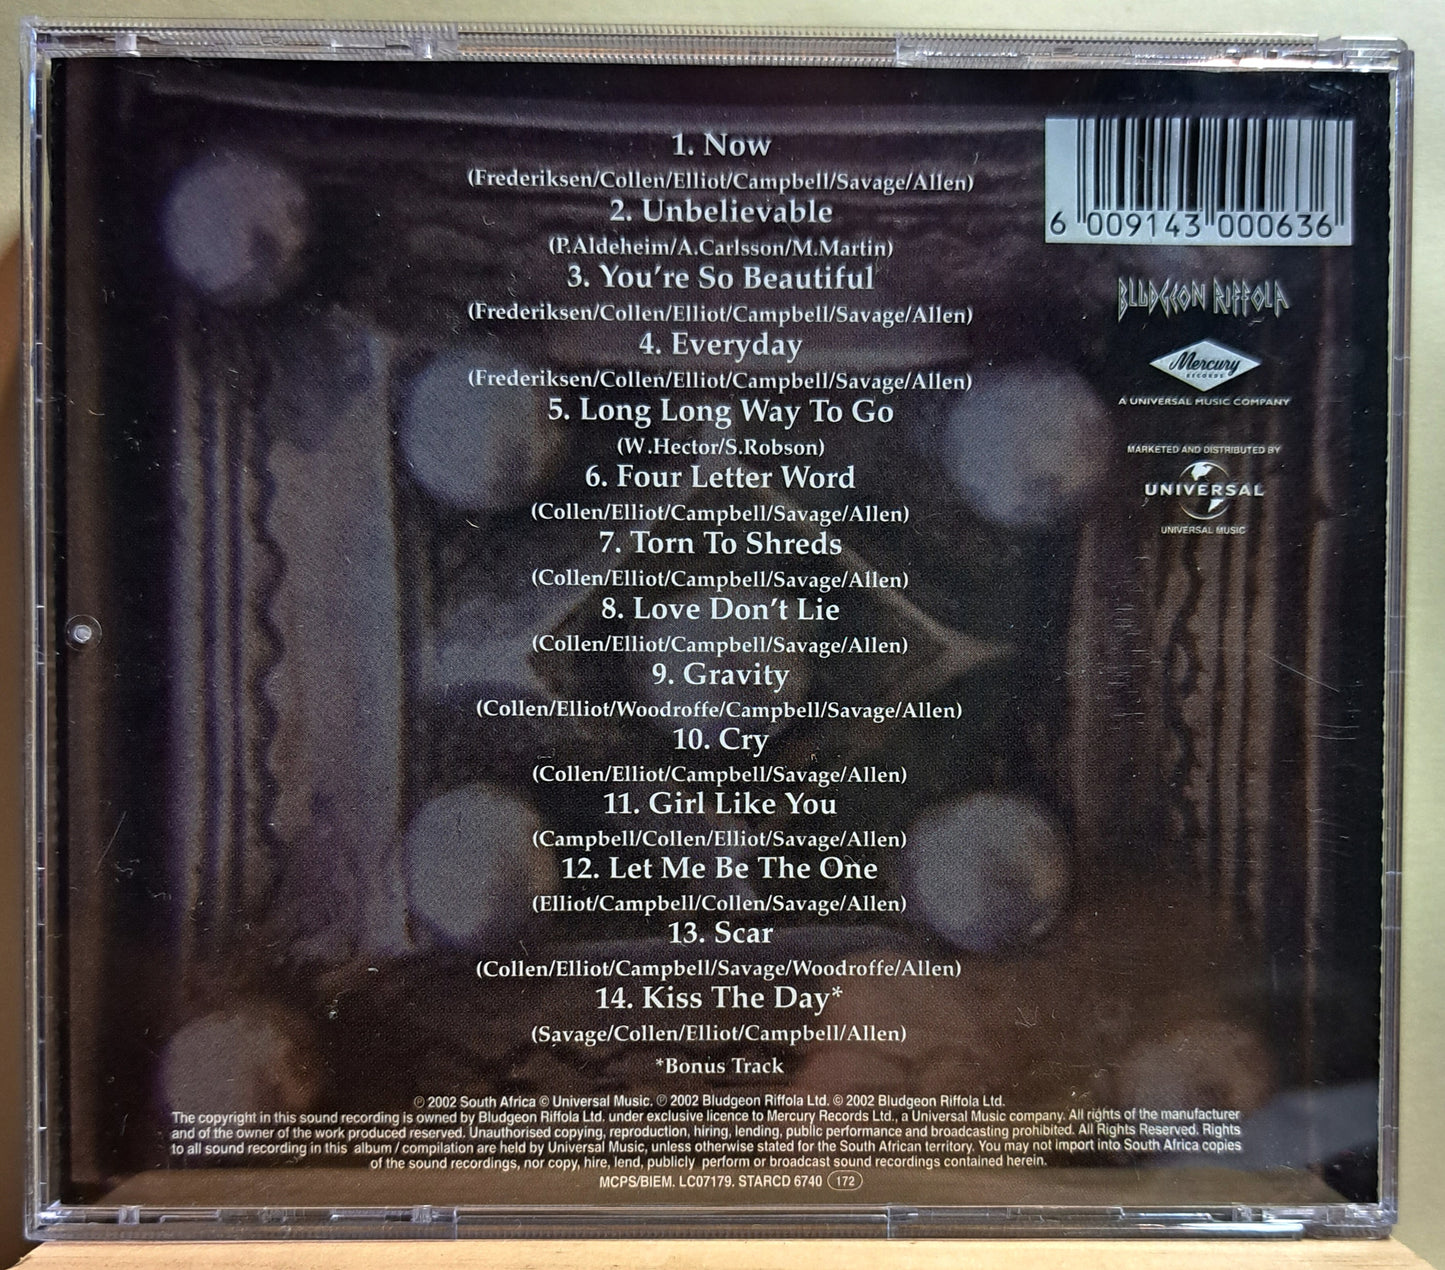 1. Now
(Frederiksen/Collen/Elliot/Campbell/Savage/Allen)
2. Unbelievable
(P.Aldeheim/A.Carlsson/M.Martin)
3. You're So Beautiful
(Frederiksen/Collen/Elliot/Campbell/Savage/Allen)
4. Everyday
(Frederiksen/Collen/Elliot/Campbell/Savage/Allen)
5. Long Long Way To Go
(W.Hector/S.Robson)
6. Four Letter Word
(Collen/Elliot/Campbell/Savage/Allen)
7. Torn To Shreds
(Collen/Elliot/Campbell/Savage/Allen)
8. Love Don't Lie
(Collen/Elliot/Campbell/Savage/Allen)
9. Gravity
(Collen/Elliot/Woodroffe/Campbell/Savage/Allen)
10. Cry
(Collen/Elliot/Campbell/Savage/Allen)
11. Girl Like You
(Campbell/Collen/Elliot/Savage/Allen)
12. Let Me Be The One
(Elliot/Campbell/Collen/Savage/Allen)
13. Scar
(Collen/Elliot/Campbell/Savage/Woodroffe/Allen)
14. Kiss The Day*
(Savage/Collen/Elliot/Campbell/Allen)
*Bonus Track
6 009143 000636
BLUDGEON RIFFOLA
Mercury
RECORDS
A UNIVERSAL MUSIC COMPANY
MARKETED AND DISTRIBUTED BY
UNIVERSAL
UNIVERSAL MUSIC
℗ 2002 South Africa © Universal Music. ℗ 2002 Bludgeon Riffola Ltd. © 2002 Bludgeon Riffola Ltd.
The copyright in this sound recording is owned by Bludgeon Riffola Ltd. under exclusive licence to Mercury Records Ltd., a Universal Music company. All rights of the manufacturer
and of the owner of the work produced reserved. Unauthorised copying, reproduction, hiring, lending, public performance and broadcasting prohibited. All Rights Reserved. Rights
to all sound recording in this album / compilation are held by Universal Music, unless otherwise stated for the South African territory. You may not import into South Africa copies
of the sound recordings, nor copy, hire, lend, publicly perform or broadcast sound recordings contained herein.
MCPS/BIEM. LC07179. STARCD 6740 172